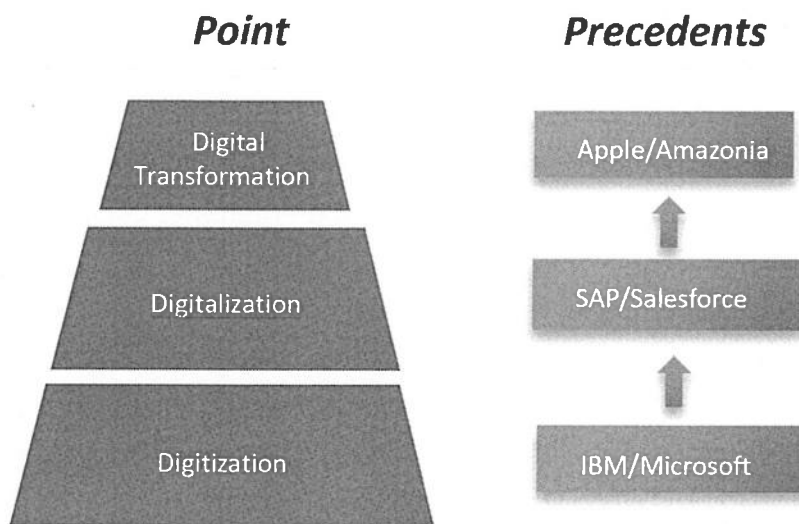 Point
Precedents
Digital
Transformation
Apple/Amazonia
Digitalization
SAP/Salesforce
Digitization
IBM/Microsoft